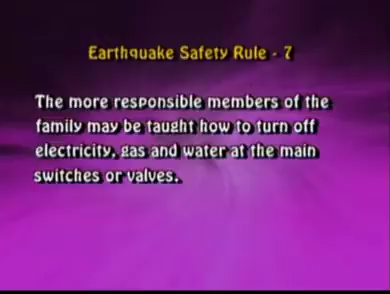 Earthquake Safety Rule - 7
The more responsible members of the
family may be taught how to turn off
electricity, gas and water at the main
switches or valves.